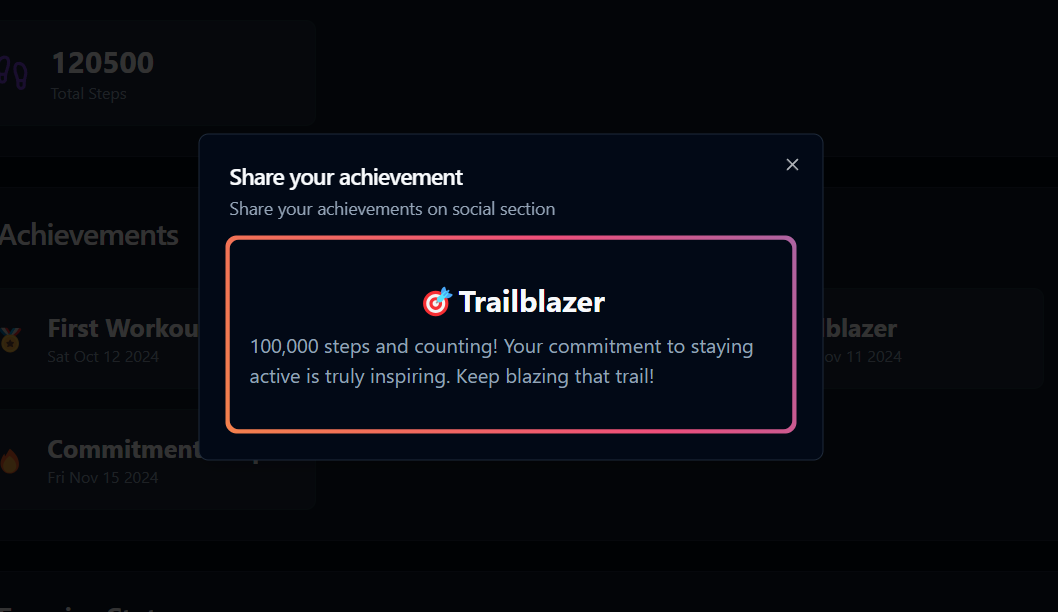 120500
Total Steps
Share your achievement
Share your achievements on social section
Achievements
🎯 Trailblazer
100,000 steps and counting! Your commitment to staying
active is truly inspiring. Keep blazing that trail!
First Workou
lblazer
Sat Oct 12 2024
ov 11 2024
Commitment
Fri Nov 15 2024